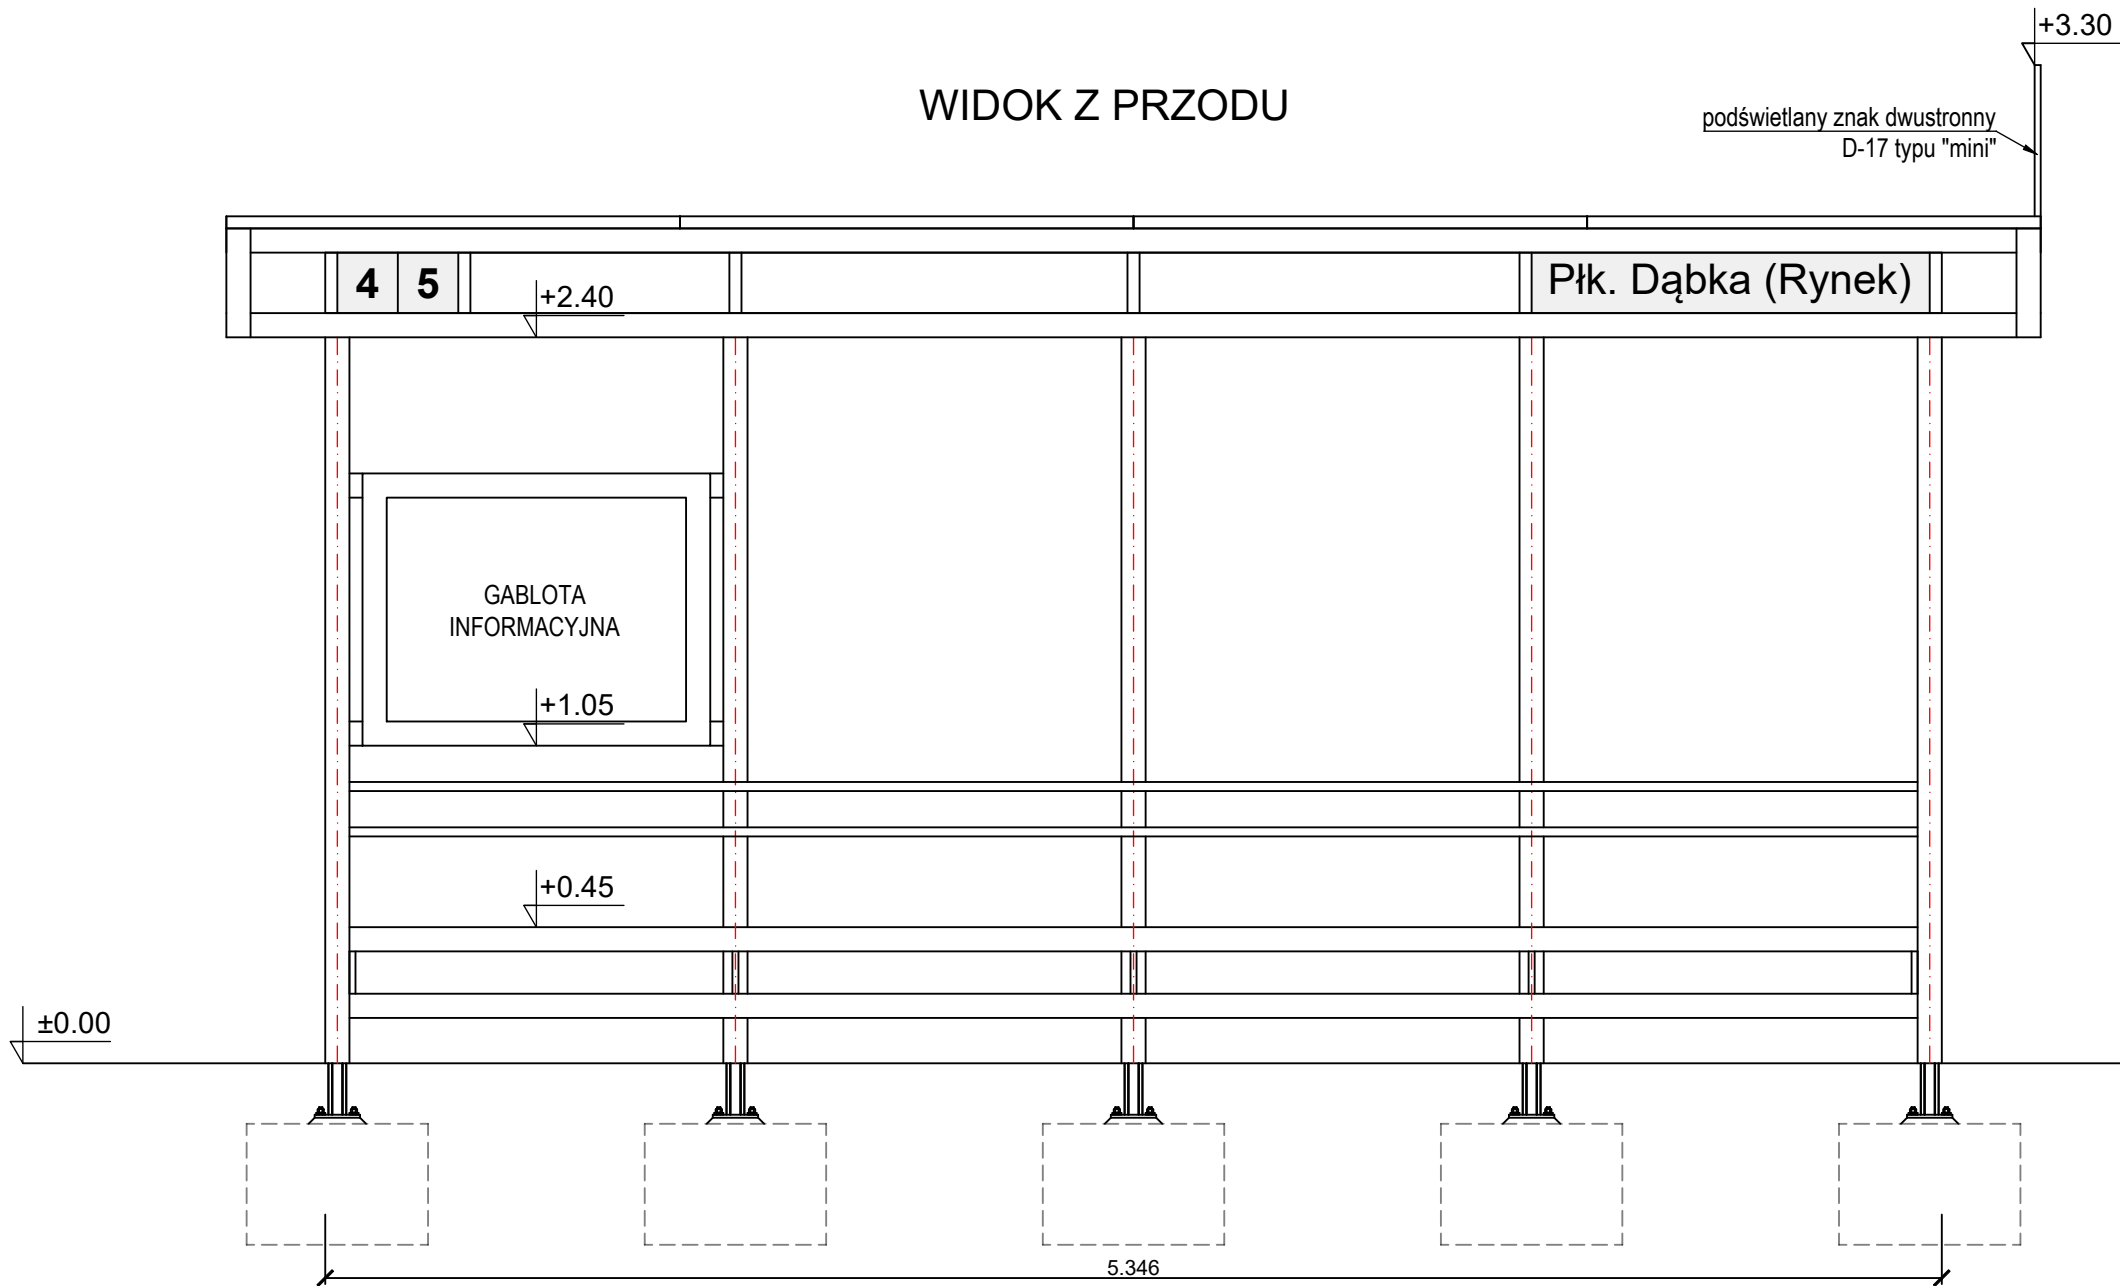 +3.30
WIDOK Z PRZODU
podświetlany znak dwustronny
D-17 typu "mini"
4 5
Płk. Dąbka (Rynek)
+2.40
GABLOTA
INFORMACYJNA
+1.05
+0.45
±0.00
5.346